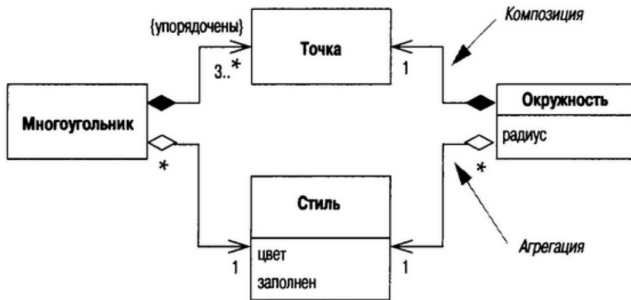 {упорядочены}
Точка
Композиция
3..*
1
Многоугольник
Окружность
радиус
*
*
Стиль
цвет
заполнен
1
1
Агрегация